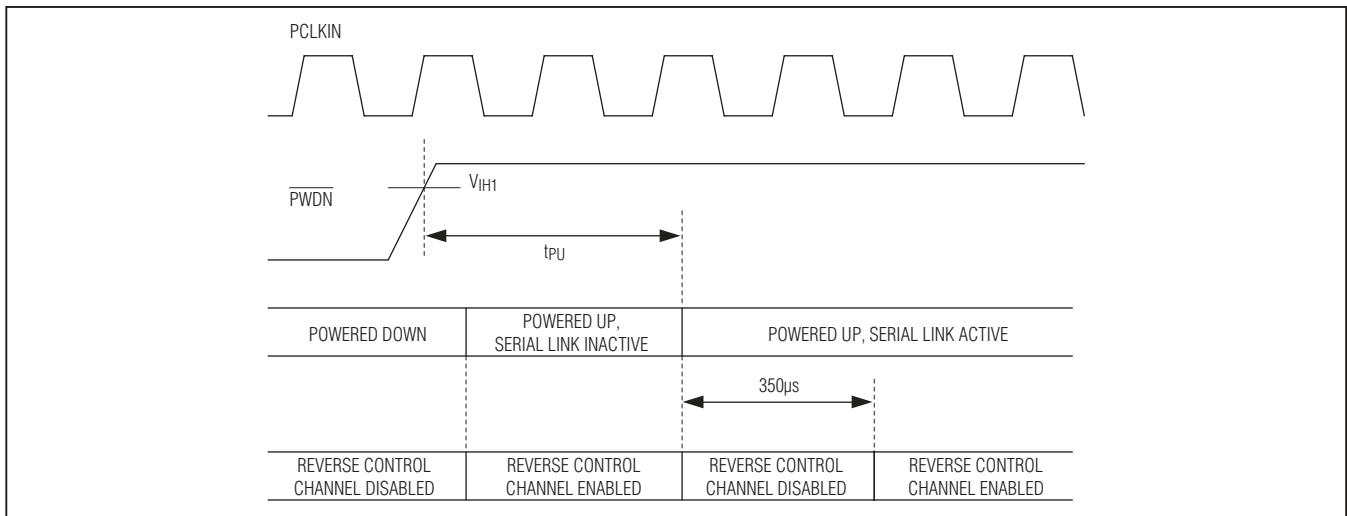 PCLKIN
VIH1
PWDN
tPU
POWERED DOWN
POWERED UP,
SERIAL LINK INACTIVE
POWERED UP, SERIAL LINK ACTIVE
350µs
REVERSE CONTROL
CHANNEL DISABLED
REVERSE CONTROL
CHANNEL ENABLED
REVERSE CONTROL
CHANNEL DISABLED
REVERSE CONTROL
CHANNEL ENABLED